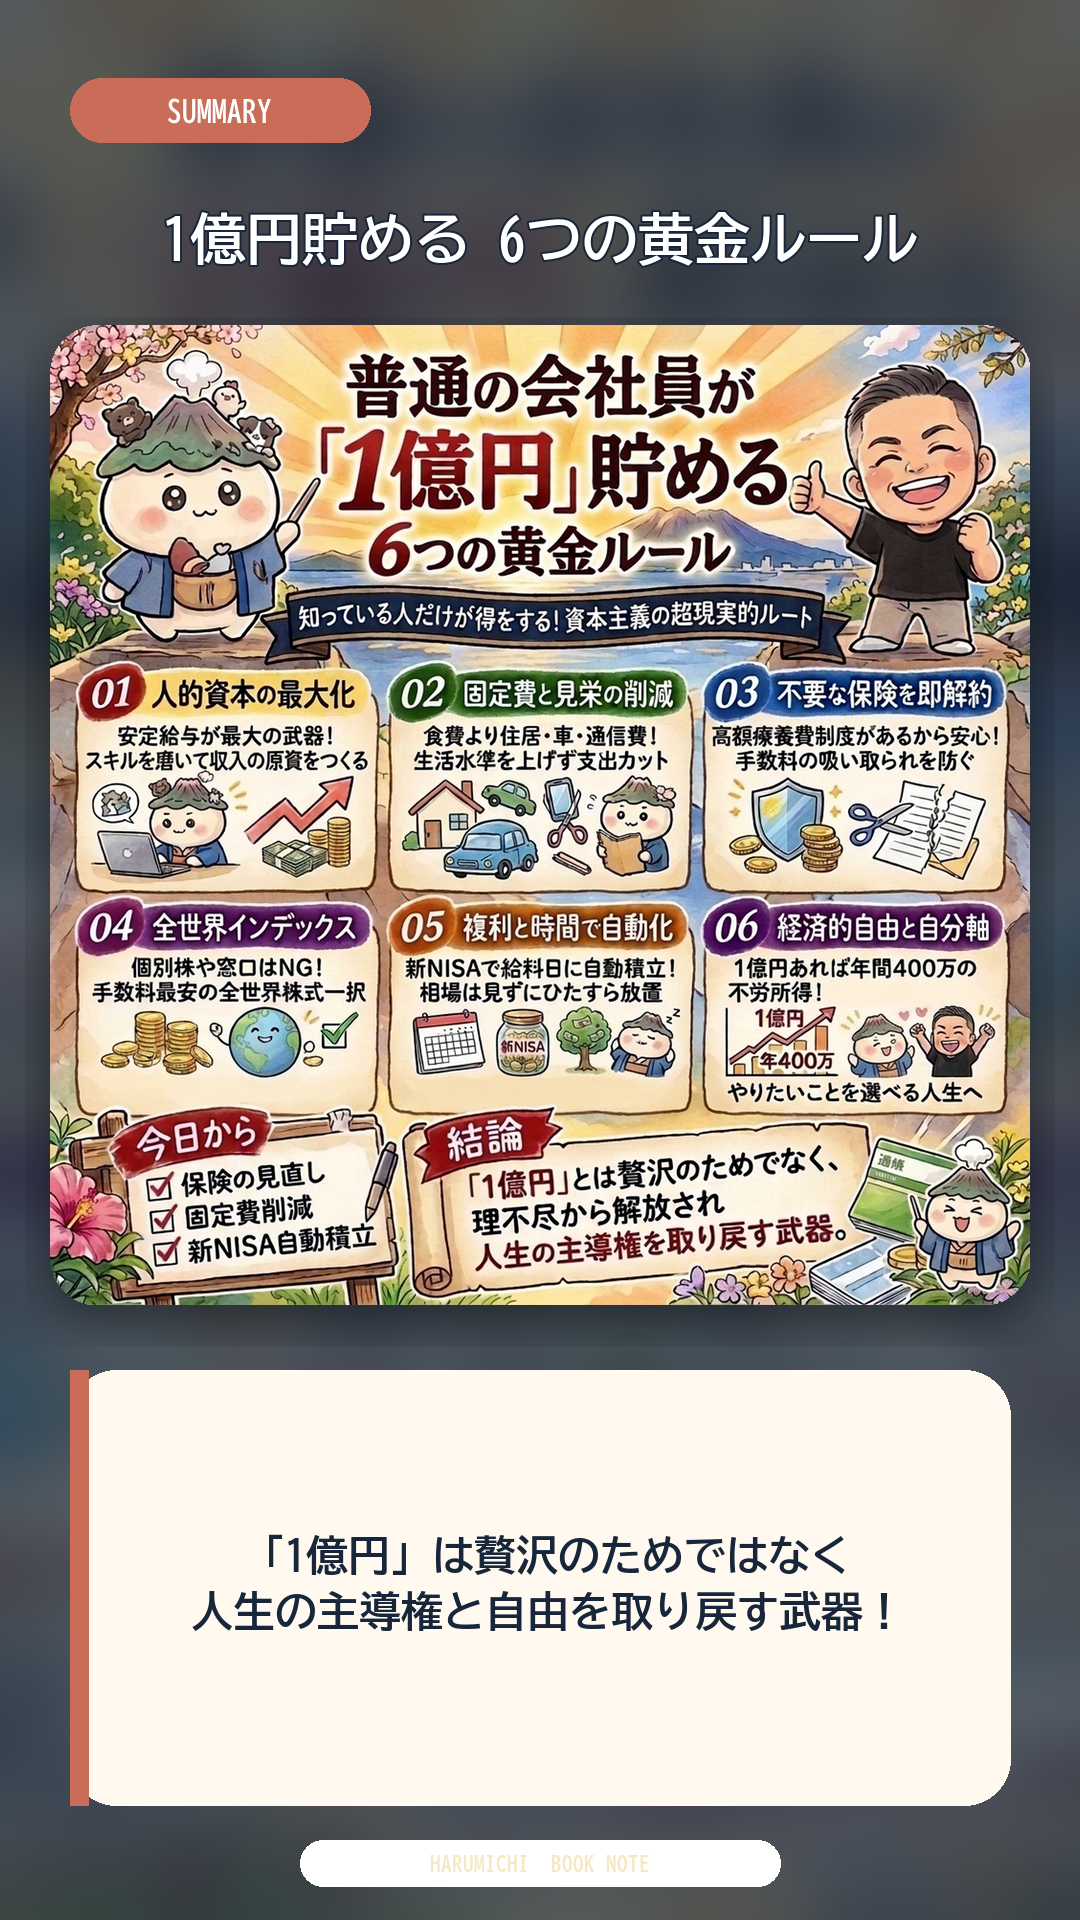 SUMMARY
1億円貯める 6つの黄金ルール
普通の会社員が
「1億円」貯める
6つの黄金ルール
知っている人だけが得をする!資本主義の超現実的ルート
01 人的資本の最大化
安定給与が最大の武器!
スキルを磨いて収入の原資をつくる
02 固定費と見栄の削減
食費より住居・車・通信費!
生活水準を上げず支出カット
03 不要な保険を即解約
高額療養費制度があるから安心!
手数料の吸い取られを防ぐ
04 全世界インデックス
個別株や窓口はNG!
手数料最安の全世界株式一択
05 複利と時間で自動化
新NISAで給料日に自動積立!
相場は見ずにひたすら放置
新NISA
z z
06 経済的自由と自分軸
1億円あれば年間400万の
不労所得!
1億円
年400万
やりたいことを選べる人生へ
今日から
保険の見直し
固定費削減
新NISA自動積立
結論
「1億円」とは贅沢のためでなく、
理不尽から解放され
人生の主導権を取り戻す武器。
通帳
「1億円」は贅沢のためではなく
人生の主導権と自由を取り戻す武器!
HARUMICHI BOOK NOTE